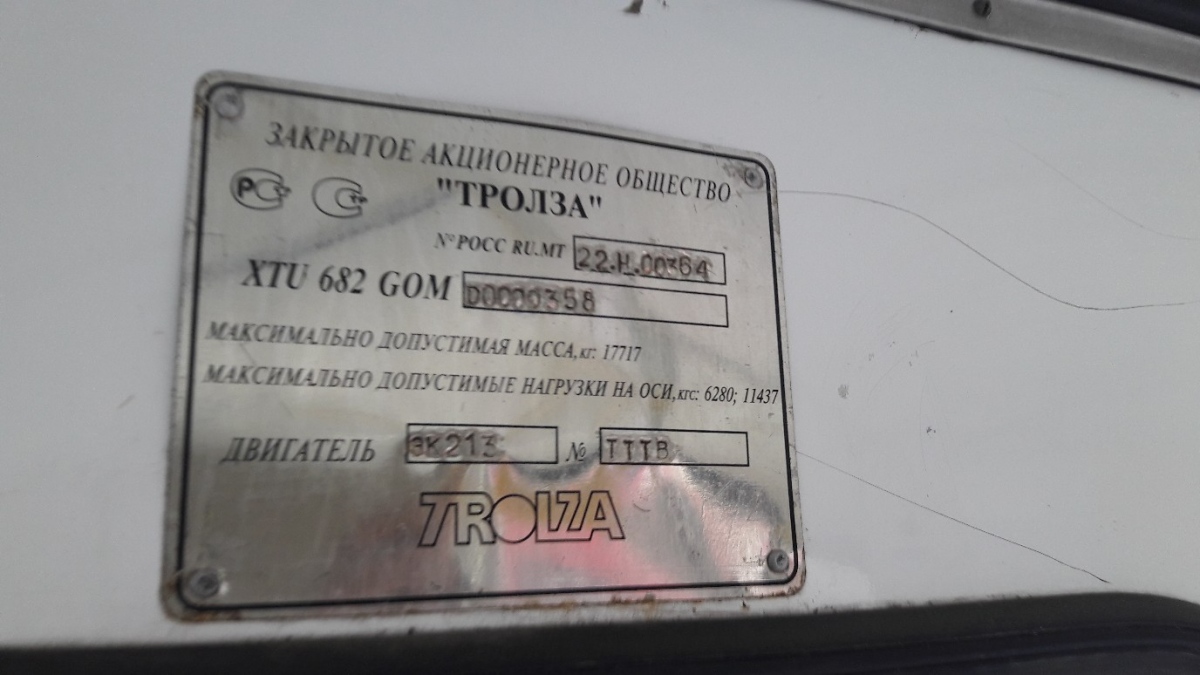 ЗАКРЫТОЕ АКЦИОНЕРНОЕ ОБЩЕСТВО
"ТРОЛЗА"
№ РОСС RU.МТ 22.Н.00364
XTU 682 GOM D0000358
МАКСИМАЛЬНО ДОПУСТИМАЯ МАССА, кг: 17717
МАКСИМАЛЬНО ДОПУСТИМЫЕ НАГРУЗКИ НА ОСИ, кгс: 6280; 11437
ДВИГАТЕЛЬ ЭК213 № ТТТВ
TROLZA